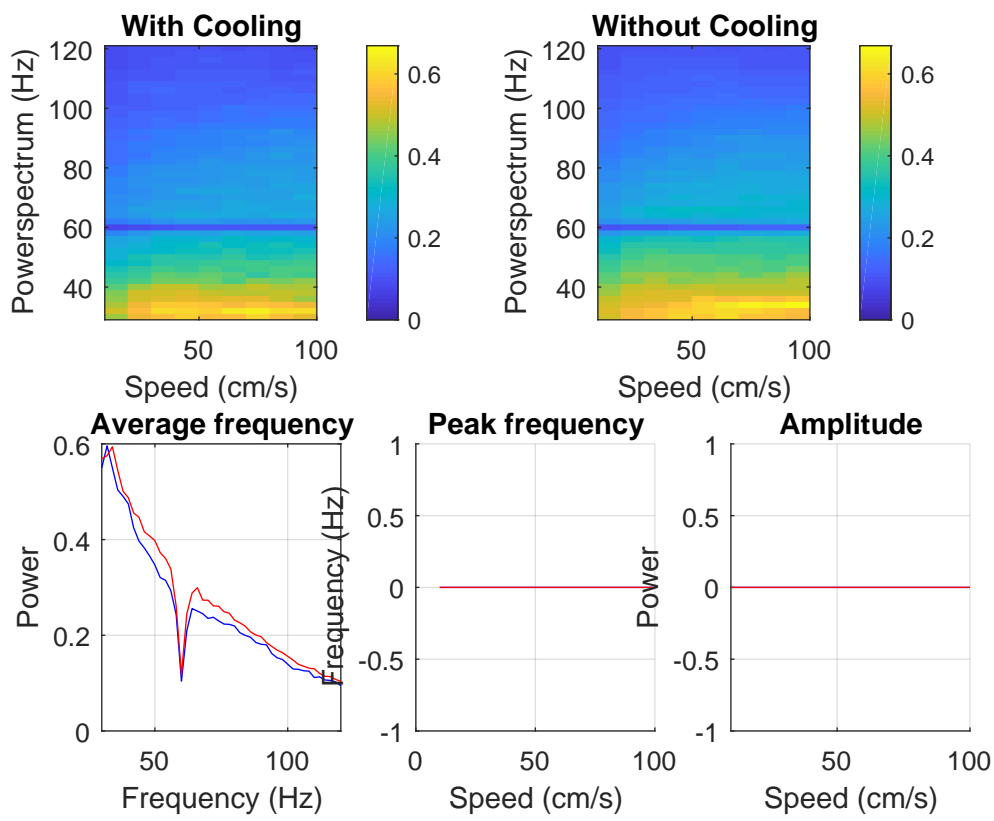 With Cooling
Powerspectrum (Hz)
120
100
80
60
40
50
100
Speed (cm/s)
0.6
0.4
0.2
0
Without Cooling
Powerspectrum (Hz)
120
100
80
60
40
50
100
Speed (cm/s)
0.6
0.4
0.2
0
Average frequency
Power
0.6
0.4
0.2
0
50
100
Frequency (Hz)
Peak frequency
Frequency (Hz)
1
0.5
0
-0.5
-1
0
50
100
Speed (cm/s)
Amplitude
Power
1
0.5
0
-0.5
-1
50
100
Speed (cm/s)